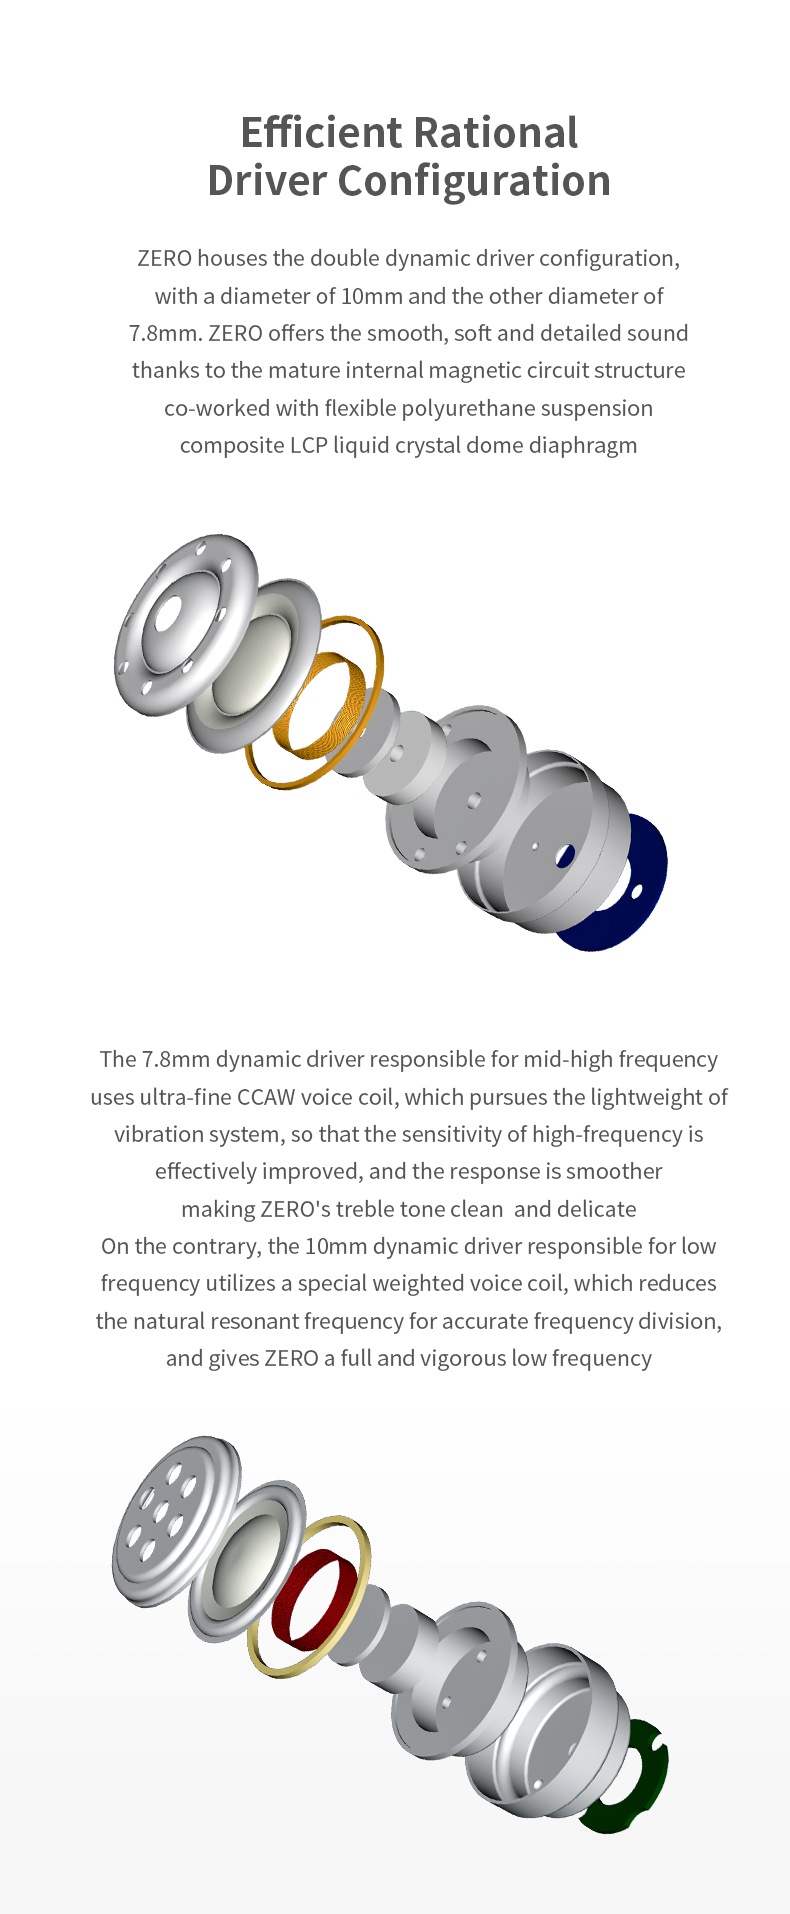 Efficient Rational
Driver Configuration
ZERO houses the double dynamic driver configuration,
with a diameter of 10mm and the other diameter of
7.8mm. ZERO offers the smooth, soft and detailed sound
thanks to the mature internal magnetic circuit structure
co-worked with flexible polyurethane suspension
composite LCP liquid crystal dome diaphragm
The 7.8mm dynamic driver responsible for mid-high frequency
uses ultra-fine CCAW voice coil, which pursues the lightweight of
vibration system, so that the sensitivity of high-frequency is
effectively improved, and the response is smoother
making ZERO's treble tone clean  and delicate
On the contrary, the 10mm dynamic driver responsible for low
frequency utilizes a special weighted voice coil, which reduces
the natural resonant frequency for accurate frequency division,
and gives ZERO a full and vigorous low frequency